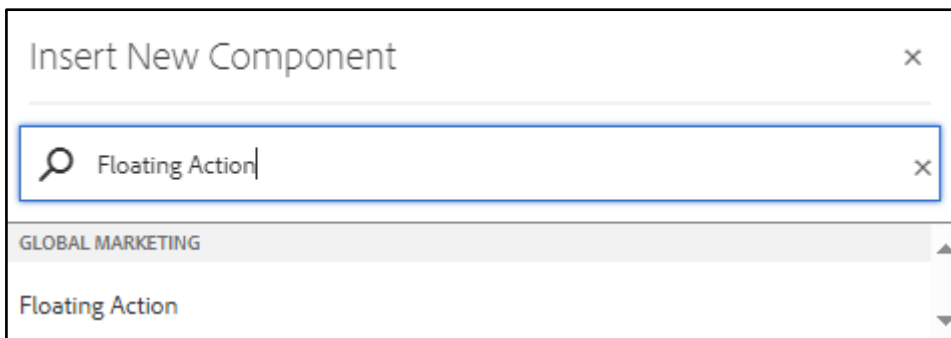 Insert New Component
Floating Action
GLOBAL MARKETING
Floating Action